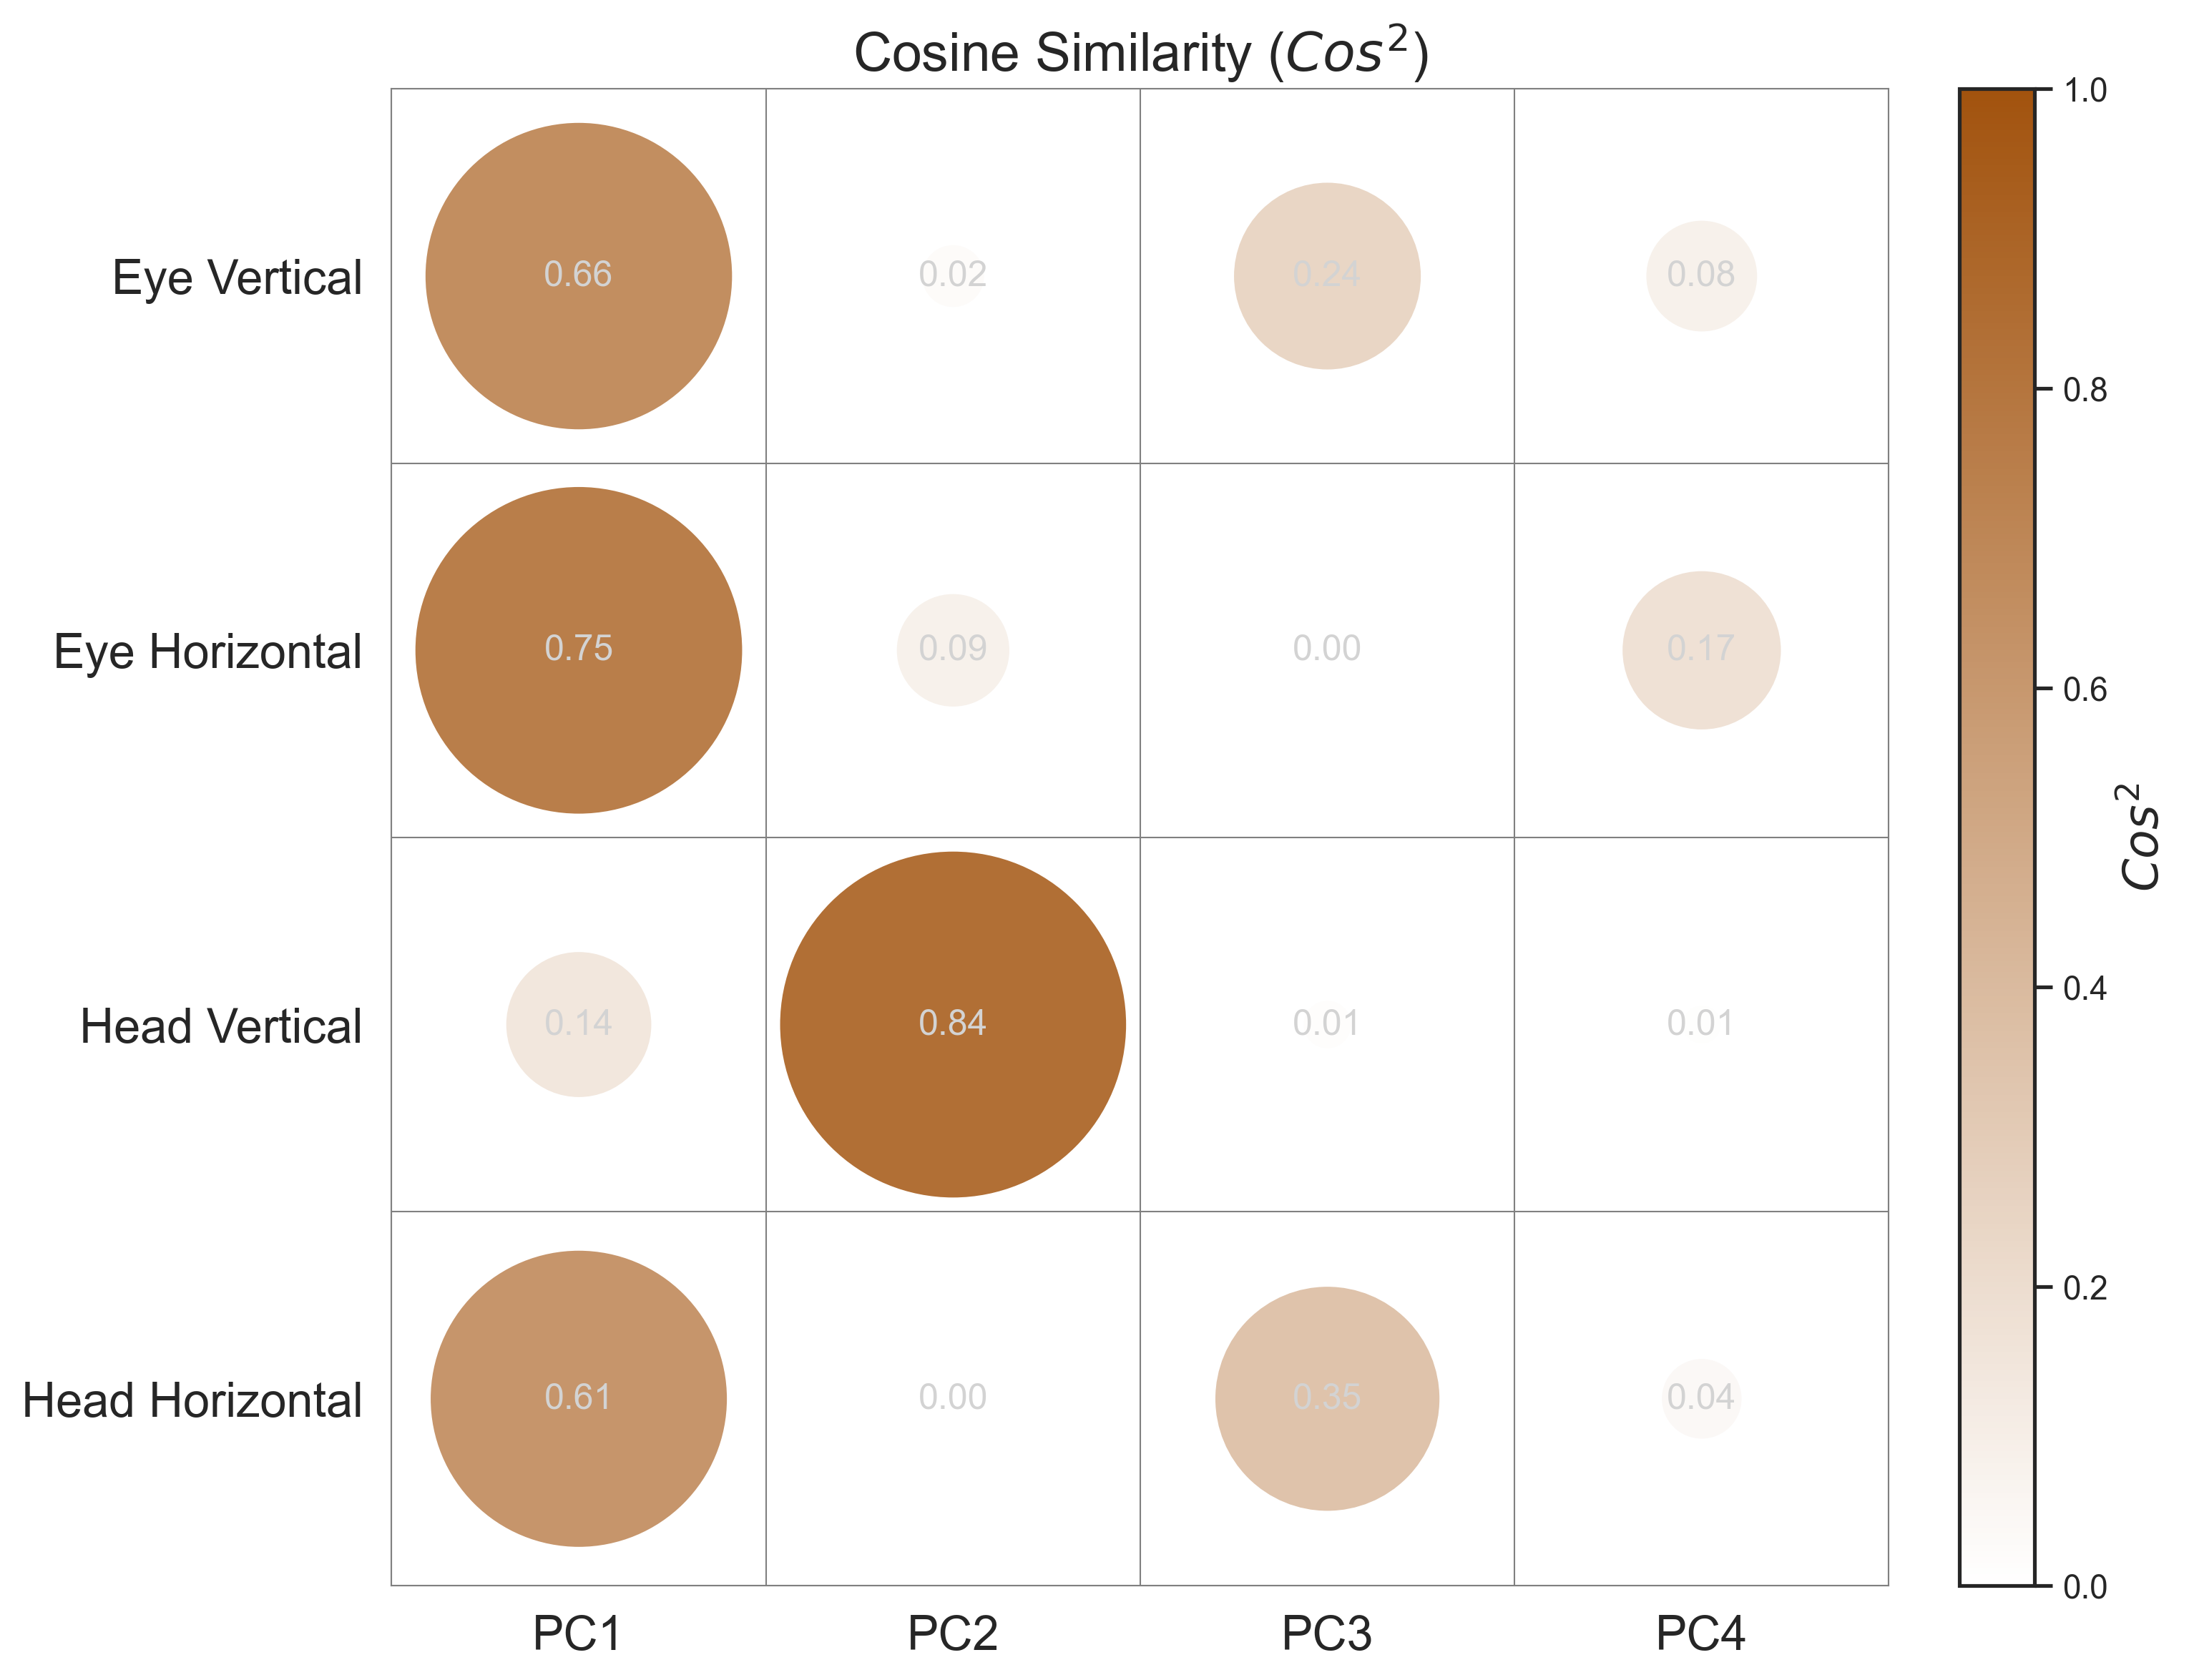 Cosine Similarity (Cos²)
Eye Vertical 0.66 0.02 0.24 0.08
Eye Horizontal 0.75 0.09 0.00 0.17
Head Vertical 0.14 0.84 0.01 0.01
Head Horizontal 0.61 0.00 0.35 0.04
PC1 PC2 PC3 PC4
1.0
0.8
0.6
0.4
0.2
0.0
Cos²